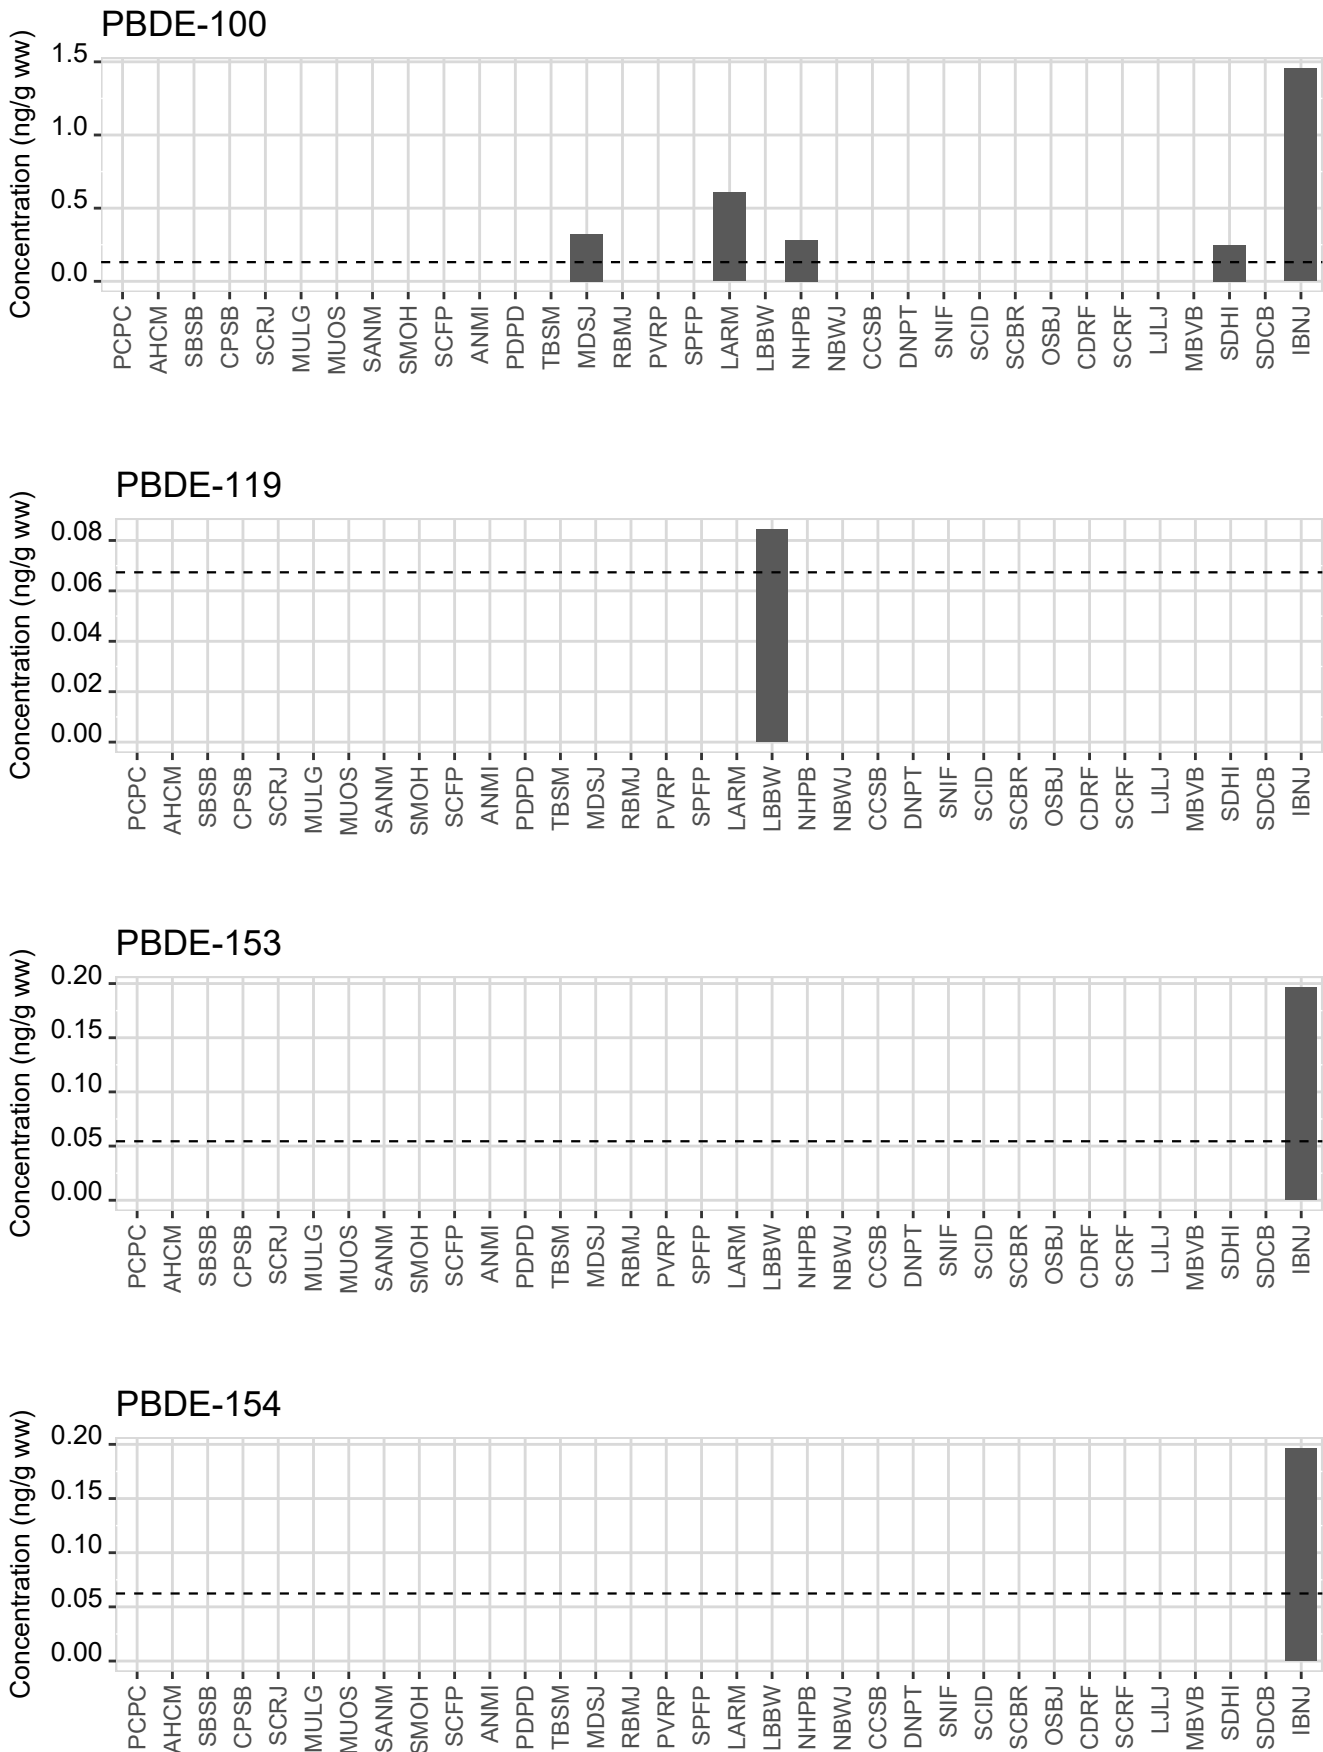 PBDE-100
Concentration (ng/g ww)
1.5
1.0
0.5
0.0
PCPC AHCM SBSB CPSB SCRJ MULG MUOS SANM SMOH SCFP ANMI PDPD TBSM MDSJ RBMJ PVRP SPFP LARM LBBW NHPB NBWJ CCSB DNPT SNIF SCID SCBR OSBJ CDRF SCRF LJLJ MBVB SDHI SDCB IBNJ
PBDE-119
Concentration (ng/g ww)
0.08
0.06
0.04
0.02
0.00
PCPC AHCM SBSB CPSB SCRJ MULG MUOS SANM SMOH SCFP ANMI PDPD TBSM MDSJ RBMJ PVRP SPFP LARM LBBW NHPB NBWJ CCSB DNPT SNIF SCID SCBR OSBJ CDRF SCRF LJLJ MBVB SDHI SDCB IBNJ
PBDE-153
Concentration (ng/g ww)
0.20
0.15
0.10
0.05
0.00
PCPC AHCM SBSB CPSB SCRJ MULG MUOS SANM SMOH SCFP ANMI PDPD TBSM MDSJ RBMJ PVRP SPFP LARM LBBW NHPB NBWJ CCSB DNPT SNIF SCID SCBR OSBJ CDRF SCRF LJLJ MBVB SDHI SDCB IBNJ
PBDE-154
Concentration (ng/g ww)
0.20
0.15
0.10
0.05
0.00
PCPC AHCM SBSB CPSB SCRJ MULG MUOS SANM SMOH SCFP ANMI PDPD TBSM MDSJ RBMJ PVRP SPFP LARM LBBW NHPB NBWJ CCSB DNPT SNIF SCID SCBR OSBJ CDRF SCRF LJLJ MBVB SDHI SDCB IBNJ